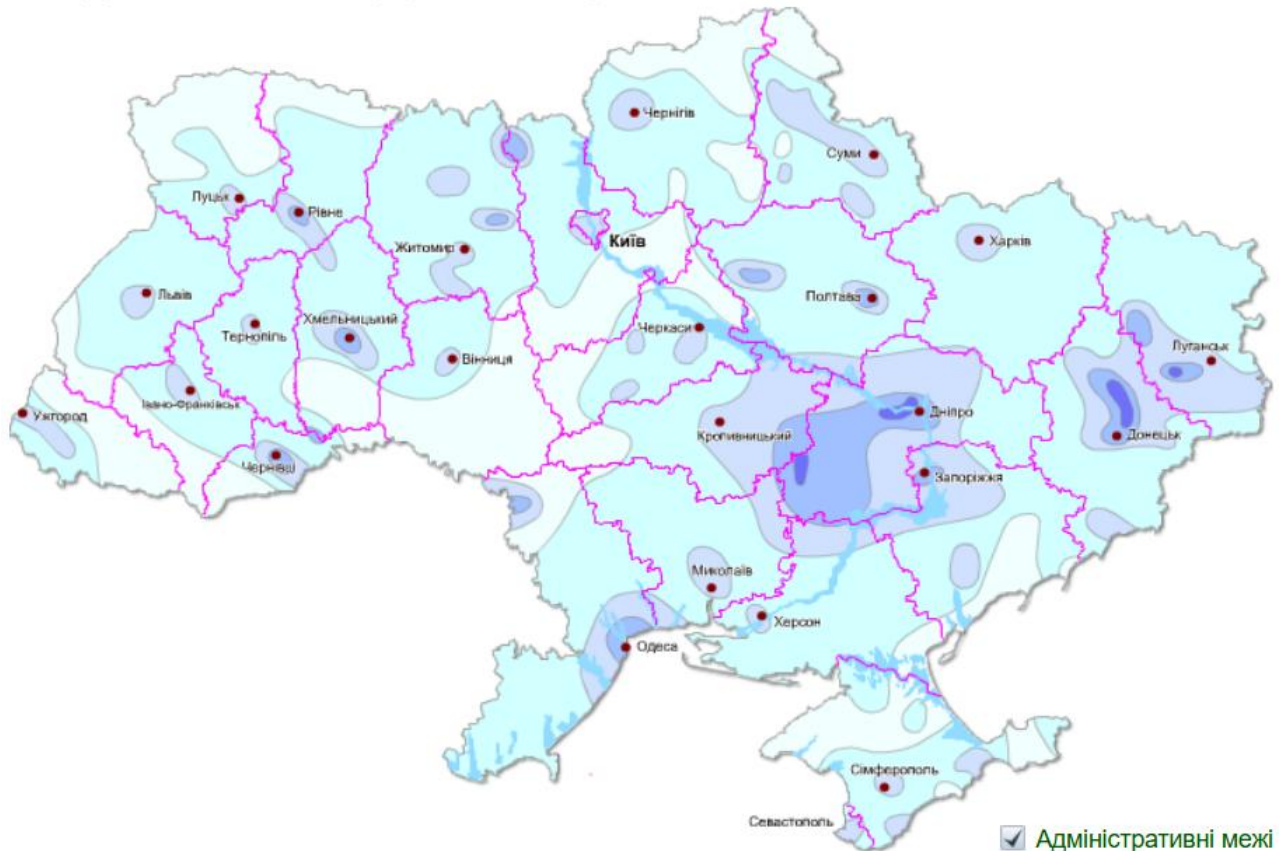 Чернігів
Суми
Луцьк
Рівне
Київ
Житомир
Харків
Львів
Полтава
Хмельницький
Тернопіль
Черкаси
Вінниця
Луганськ
Івано-Франківськ
Ужгород
Дніпро
Кропивницький
Донецьк
Чернівці
Запоріжжя
Миколаїв
Херсон
Одеса
Сімферополь
Севастополь
Адміністративні межі